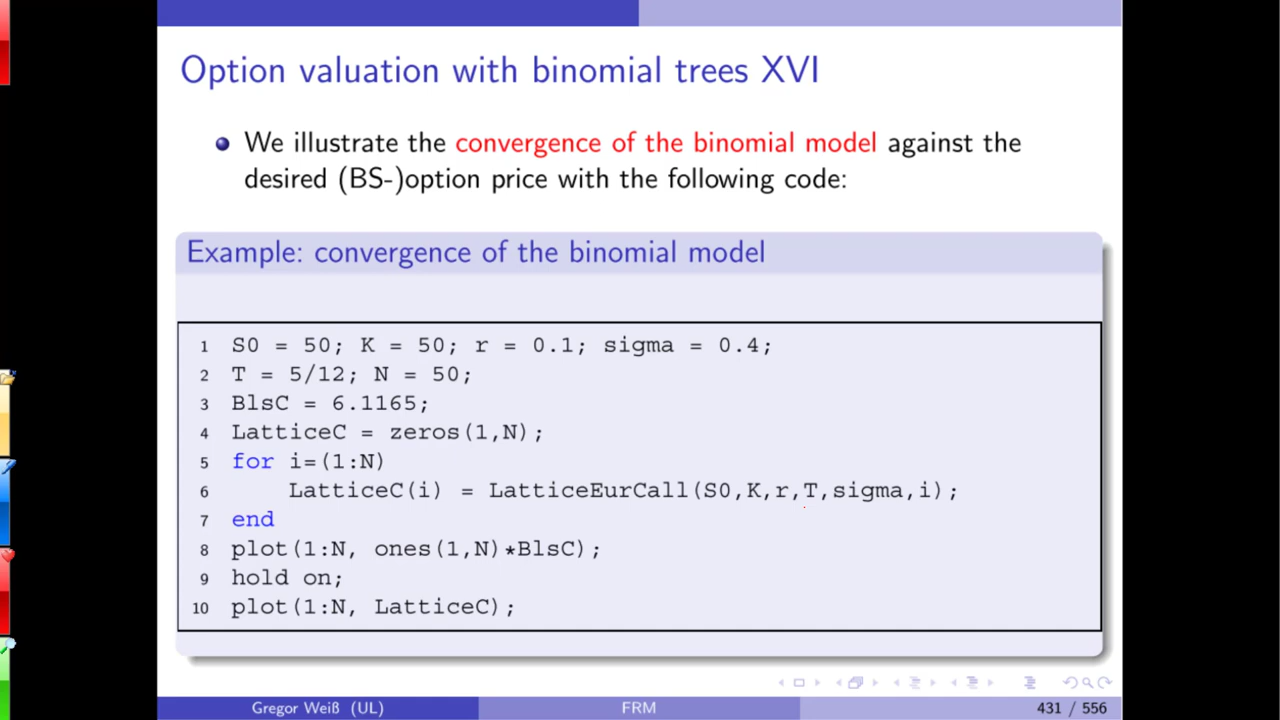 Option valuation with binomial trees XVI
We illustrate the convergence of the binomial model against the
desired (BS-)option price with the following code:
Example: convergence of the binomial model
1 S0 = 50; K = 50; r = 0.1; sigma = 0.4;
2 T = 5/12; N = 50;
3 BlsC = 6.1165;
4 LatticeC = zeros(1,N);
5 for i=(1:N)
6 LatticeC(i) = LatticeEurCall(S0,K,r,T,sigma,i);
7 end
8 plot(1:N, ones(1,N)*BlsC);
9 hold on;
10 plot(1:N, LatticeC);
Gregor Weiß (UL) FRM 431 / 556